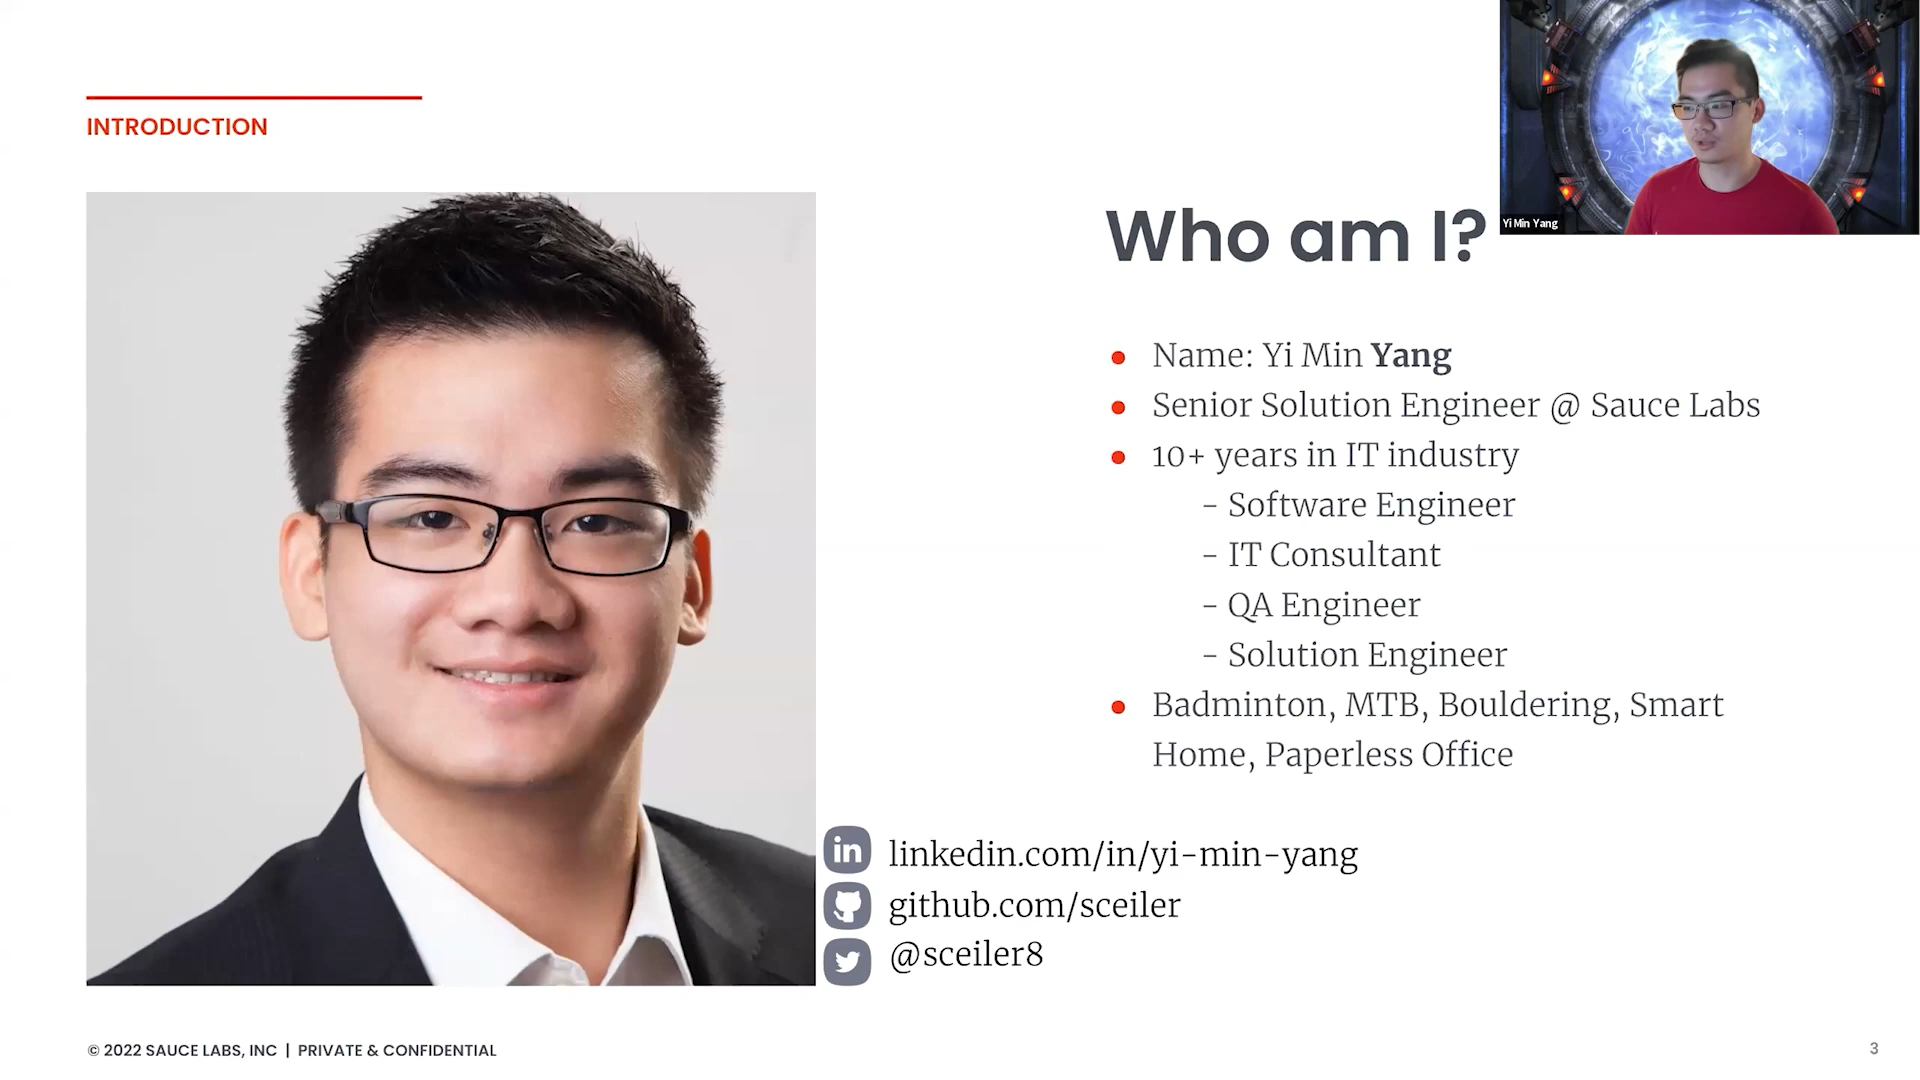 INTRODUCTION
Yi Min Yang
Who am I?
● Name: Yi Min Yang
● Senior Solution Engineer @ Sauce Labs
● 10+ years in IT industry
- Software Engineer
- IT Consultant
- QA Engineer
- Solution Engineer
● Badminton, MTB, Bouldering, Smart
Home, Paperless Office
in linkedin.com/in/yi-min-yang
github.com/sceiler
@sceiler8
© 2022 SAUCE LABS, INC | PRIVATE & CONFIDENTIAL
3